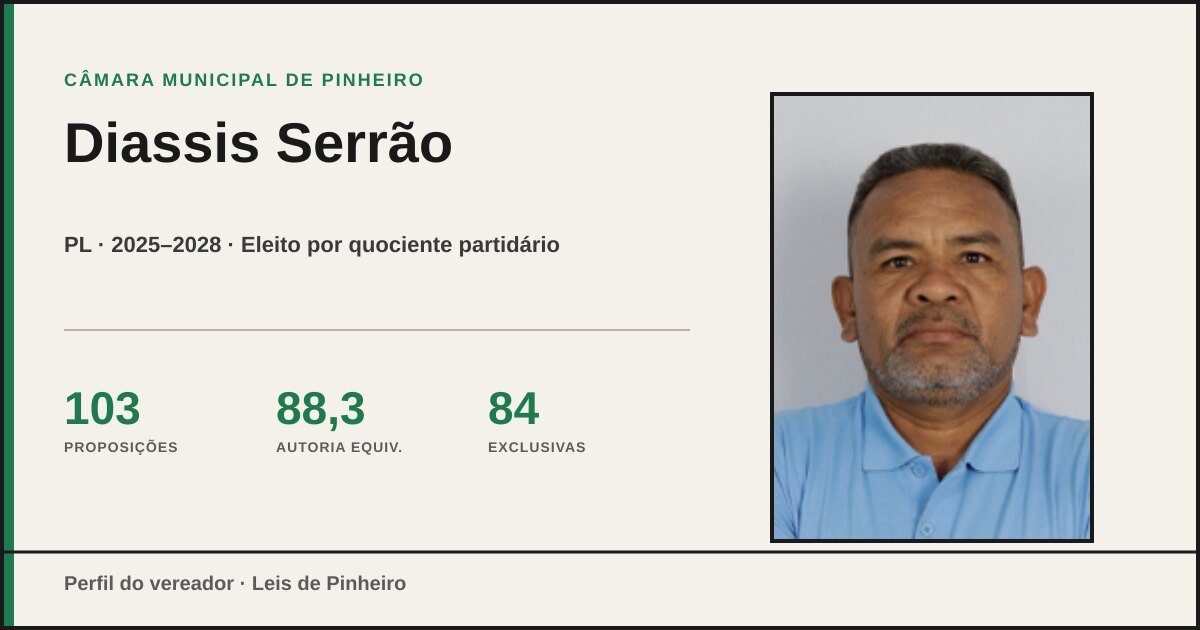 CÂMARA MUNICIPAL DE PINHEIRO
Diassis Serrão
PL · 2025–2028 · Eleito por quociente partidário
103
PROPOSIÇÕES
88,3
AUTORIA EQUIV.
84
EXCLUSIVAS
Perfil do vereador · Leis de Pinheiro